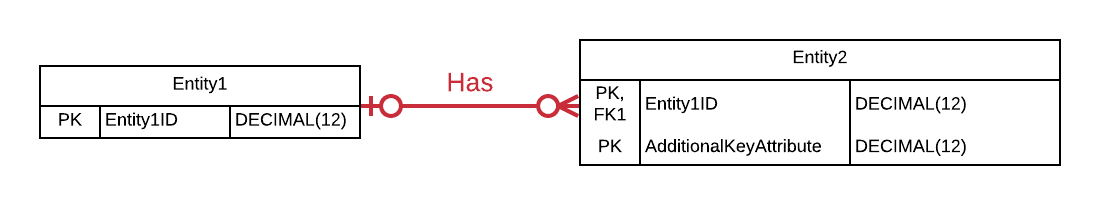 Entity1
PK Entity1ID DECIMAL(12)
Has
Entity2
PK, FK1 Entity1ID DECIMAL(12)
PK AdditionalKeyAttribute DECIMAL(12)